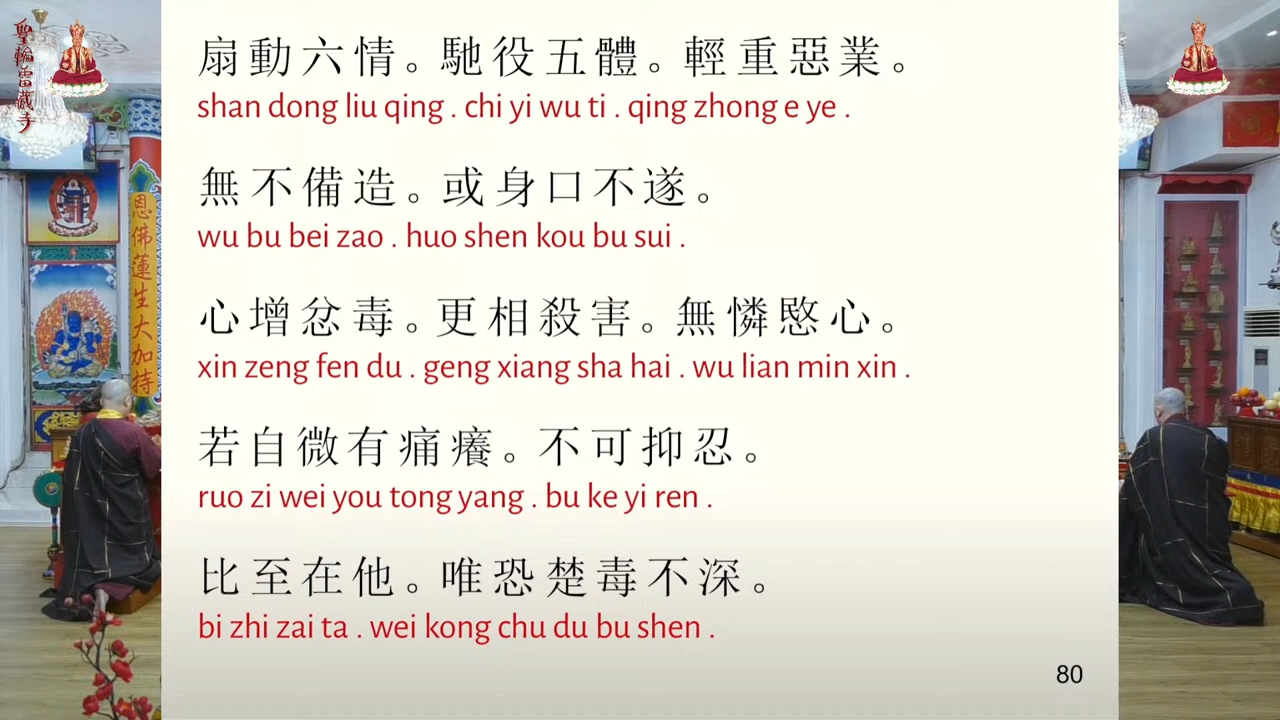 聖輪雷藏寺
恩佛蓮生大加持
扇動六情。馳役五體。輕重惡業。
shan dong liu qing . chi yi wu ti . qing zhong e ye .
無不備造。或身口不遂。
wu bu bei zao . huo shen kou bu sui .
心增忿毒。更相殺害。無憐愍心。
xin zeng fen du . geng xiang sha hai . wu lian min xin .
若自微有痛癢。不可抑忍。
ruo zi wei you tong yang . bu ke yi ren .
比至在他。唯恐楚毒不深。
bi zhi zai ta . wei kong chu du bu shen .
80